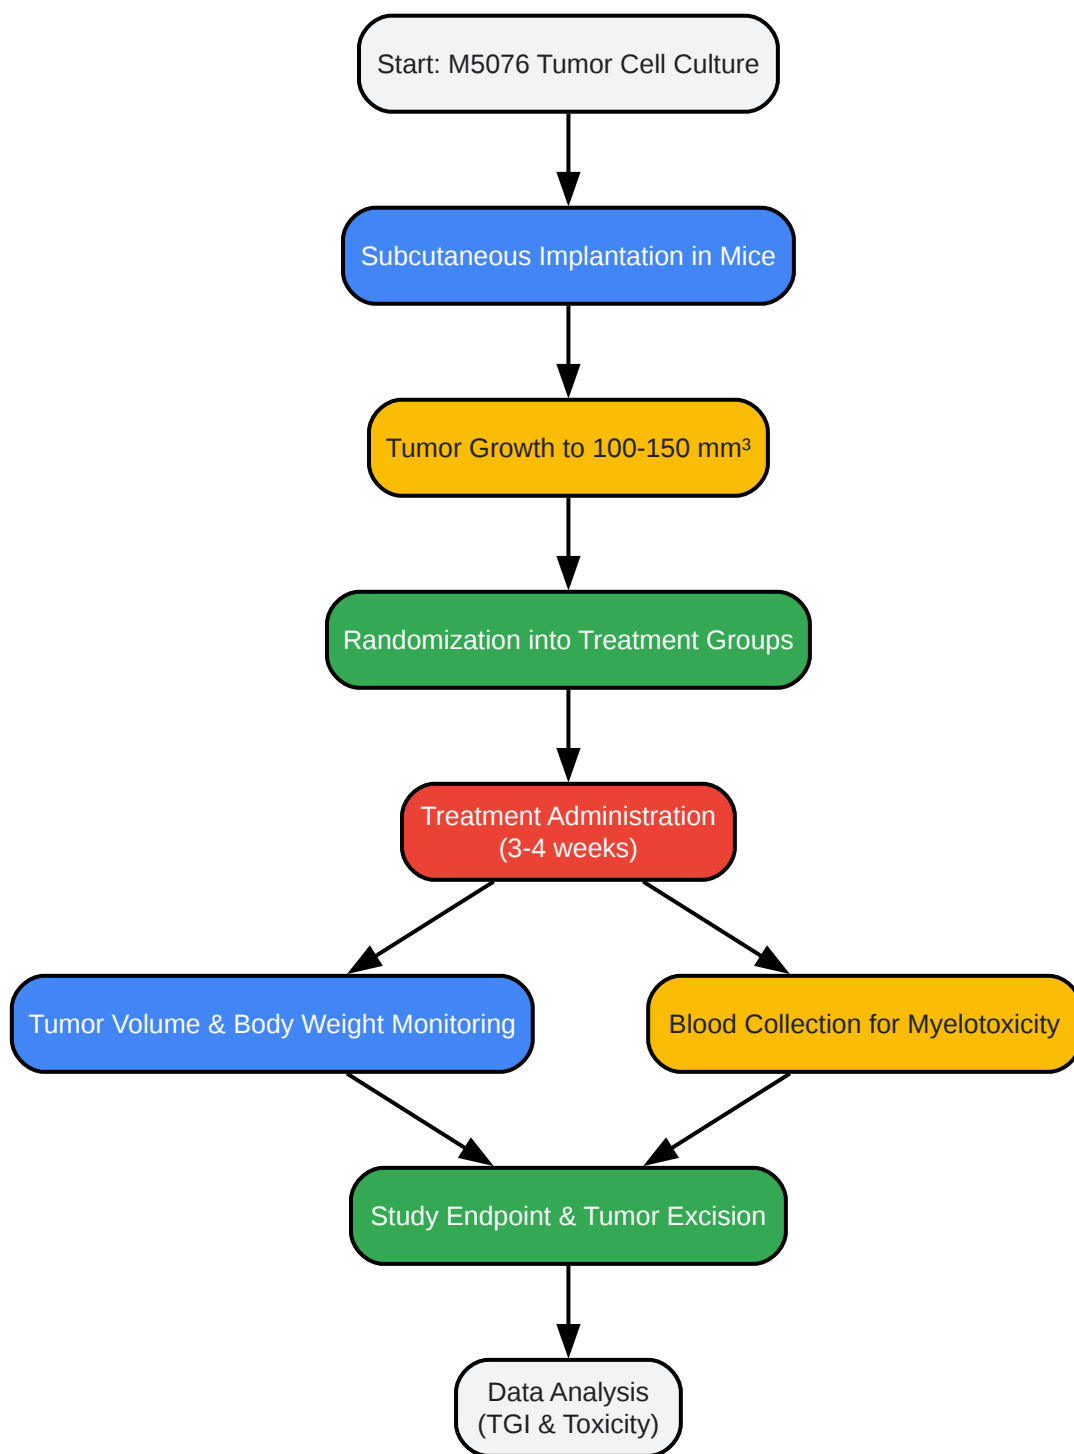 Start: M5076 Tumor Cell Culture
Subcutaneous Implantation in Mice
Tumor Growth to 100-150 mm³
Randomization into Treatment Groups
Treatment Administration
(3-4 weeks)
Tumor Volume & Body Weight Monitoring
Blood Collection for Myelotoxicity
Study Endpoint & Tumor Excision
Data Analysis
(TGI & Toxicity)